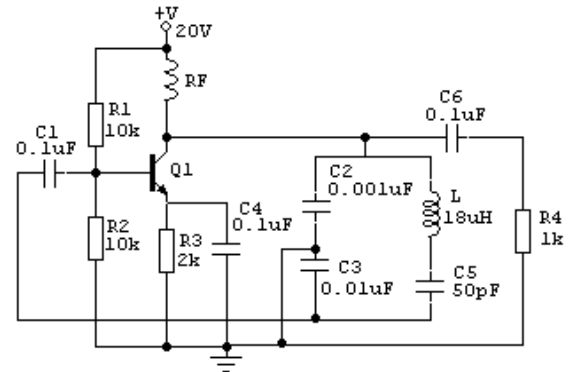 +V
20V
RF
R1
10k
C1
0.1uF
Q1
R2
10k
R3
2k
C4
0.1uF
C2
0.001uF
C3
0.01uF
L
18uH
C5
50pF
C6
0.1uF
R4
1k